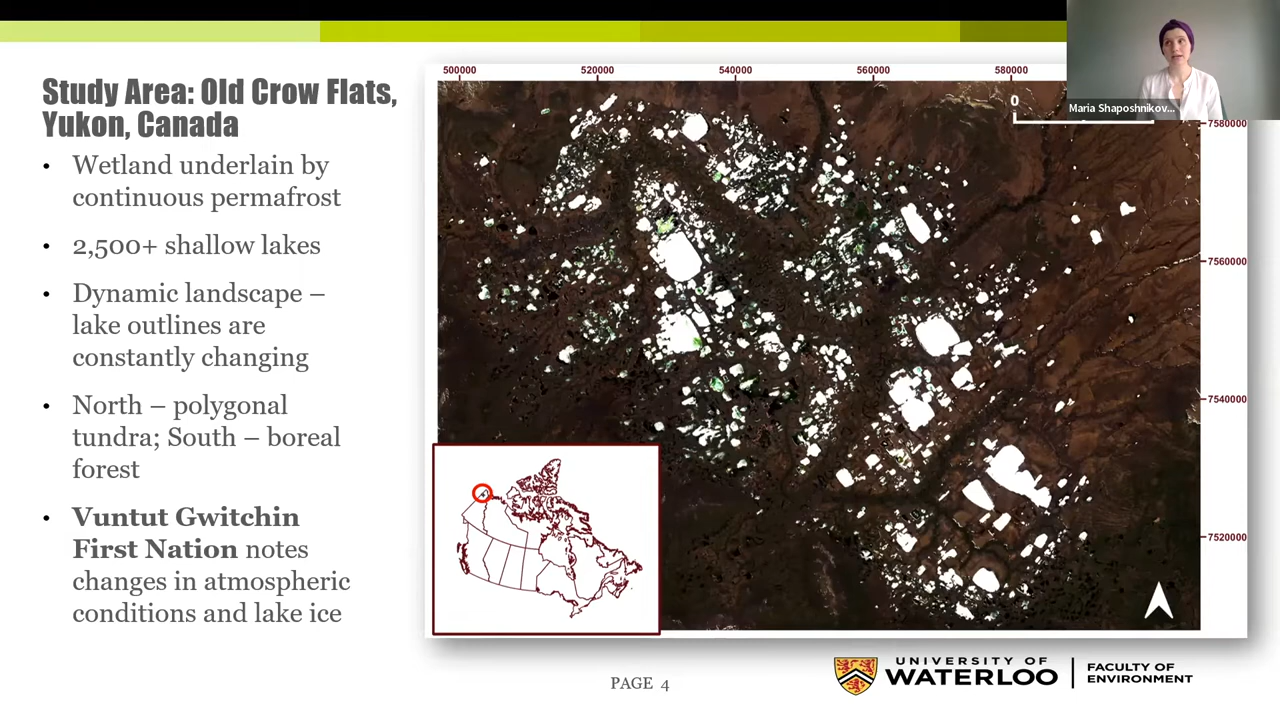 Study Area: Old Crow Flats,
Yukon, Canada
• Wetland underlain by
continuous permafrost
• 2,500+ shallow lakes
• Dynamic landscape –
lake outlines are
constantly changing
• North – polygonal
tundra; South – boreal
forest
• Vuntut Gwitchin
First Nation notes
changes in atmospheric
conditions and lake ice
500000 520000 540000 560000 580000
0
Maria Shaposhnikov...
7580000
7560000
7540000
7520000
PAGE 4
UNIVERSITY OF
WATERLOO
FACULTY OF
ENVIRONMENT